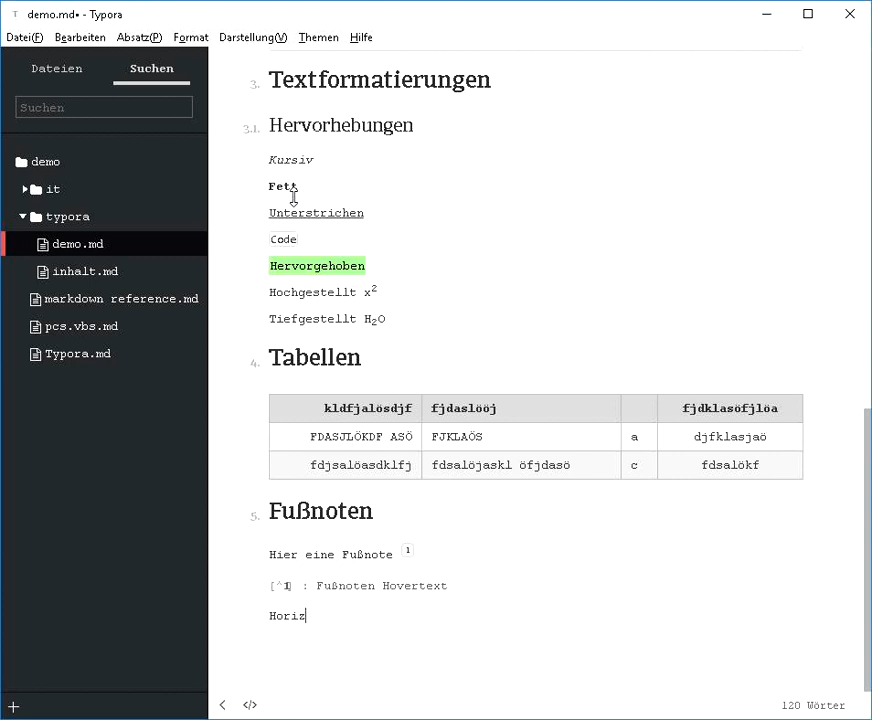 T demo.md• - Typora
Datei(F) Bearbeiten Absatz(P) Format Darstellung(V) Themen Hilfe
Dateien Suchen
Suchen
demo
it
typora
demo.md
inhalt.md
markdown reference.md
pcs.vbs.md
Typora.md
3. Textformatierungen
3.1. Hervorhebungen
Kursiv
Fett
Unterstrichen
Code
Hervorgehoben
Hochgestellt x²
Tiefgestellt H₂O
4. Tabellen
kldfjalösdjf fjdaslööj fjdklasöfjlöa
FDASJLÖKDF ASÖ FJKLAÖS a djfklasjaö
fdjsalöasdklfj fdsalöjaskl öfjdasö c fdsalökf
5. Fußnoten
Hier eine Fußnote 1
[^1] : Fußnoten Hovertext
Horiz
+ < </> 120 Wörter